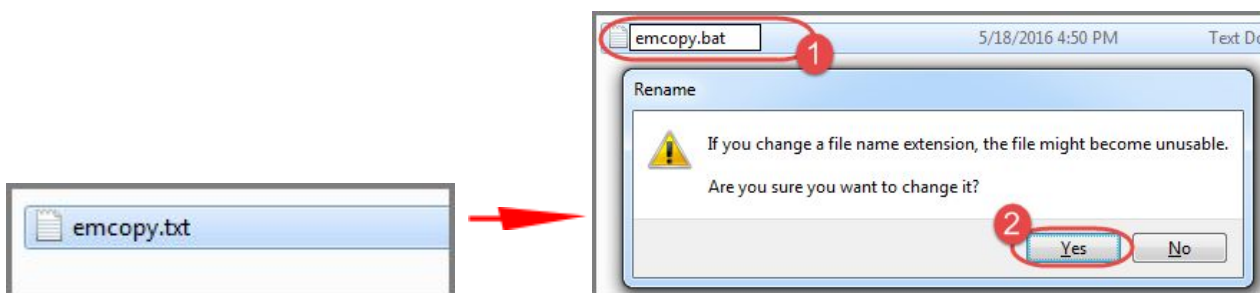 emcopy.txt
emcopy.bat 5/18/2016 4:50 PM Text Do
1
Rename
If you change a file name extension, the file might become unusable.
Are you sure you want to change it?
2
Yes No